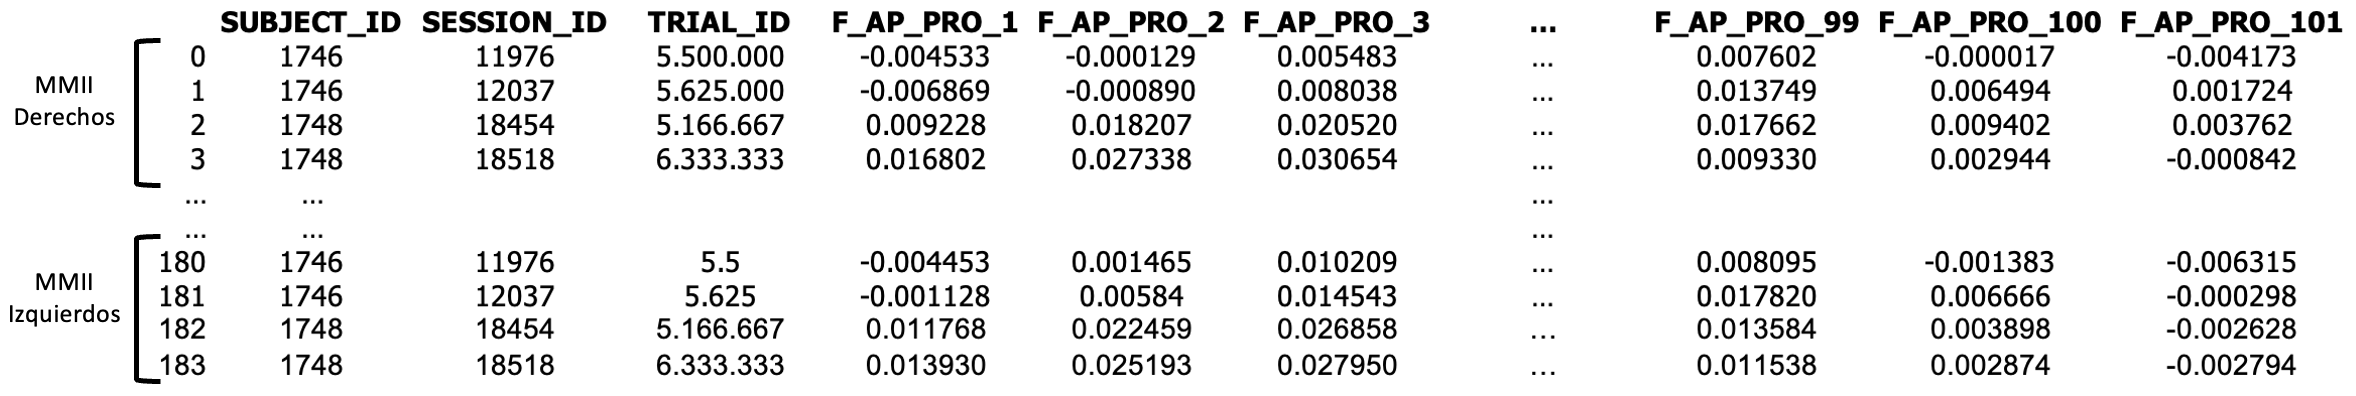 SUBJECT_ID SESSION_ID TRIAL_ID F_AP_PRO_1 F_AP_PRO_2 F_AP_PRO_3 ... F_AP_PRO_99 F_AP_PRO_100 F_AP_PRO_101
MMII Derechos
0 1746 11976 5.500.000 -0.004533 -0.000129 0.005483 ... 0.007602 -0.000017 -0.004173
1 1746 12037 5.625.000 -0.006869 -0.000890 0.008038 ... 0.013749 0.006494 0.001724
2 1748 18454 5.166.667 0.009228 0.018207 0.020520 ... 0.017662 0.009402 0.003762
3 1748 18518 6.333.333 0.016802 0.027338 0.030654 ... 0.009330 0.002944 -0.000842
... ... ...
... ... ...
MMII Izquierdos
180 1746 11976 5.5 -0.004453 0.001465 0.010209 ... 0.008095 -0.001383 -0.006315
181 1746 12037 5.625 -0.001128 0.00584 0.014543 ... 0.017820 0.006666 -0.000298
182 1748 18454 5.166.667 0.011768 0.022459 0.026858 ... 0.013584 0.003898 -0.002628
183 1748 18518 6.333.333 0.013930 0.025193 0.027950 ... 0.011538 0.002874 -0.002794